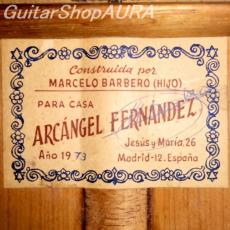 GuitarShopAURA
Construida por
MARCELO BARBERO (HIJO)
PARA CASA
ARCÁNGEL FERNÁNDEZ
Jesús y María, 26
Año 1973
Madrid-12. España